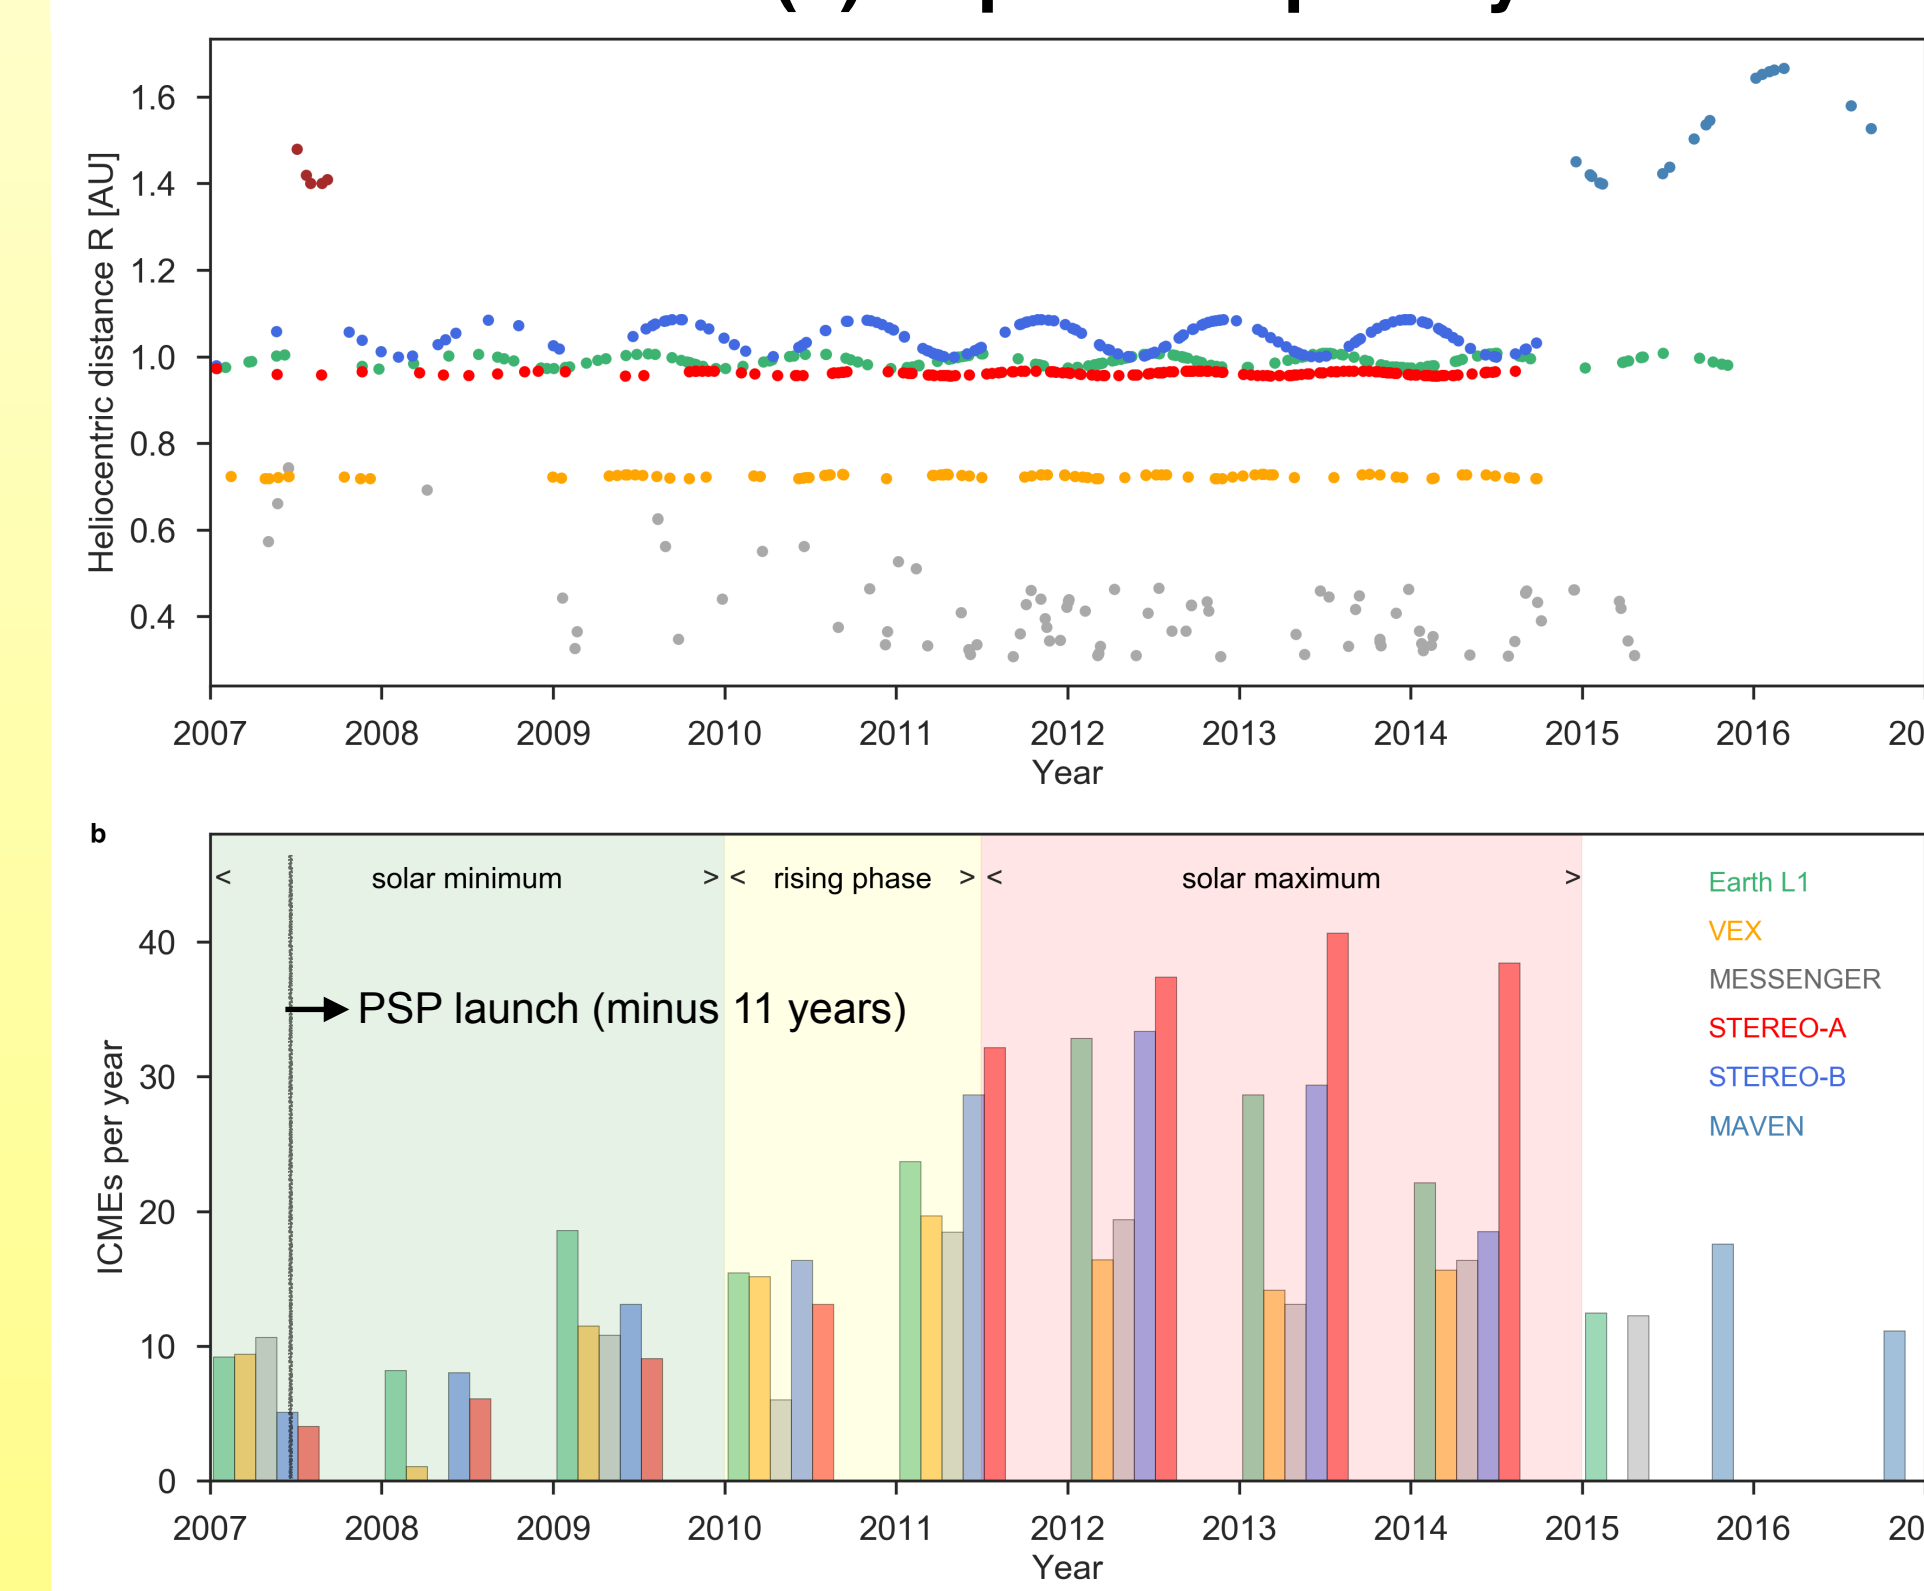 1.6
1.4
1.2
1.0
0.8
0.6
0.4
Heliocentric distance R [AU]
2007 2008 2009 2010 2011 2012 2013 2014 2015 2016 20
Year
b
< solar minimum > < rising phase > < solar maximum >
Earth L1
VEX
MESSENGER
STEREO-A
STEREO-B
MAVEN
PSP launch (minus 11 years)
40
30
20
10
0
ICMEs per year
2007 2008 2009 2010 2011 2012 2013 2014 2015 2016 20
Year